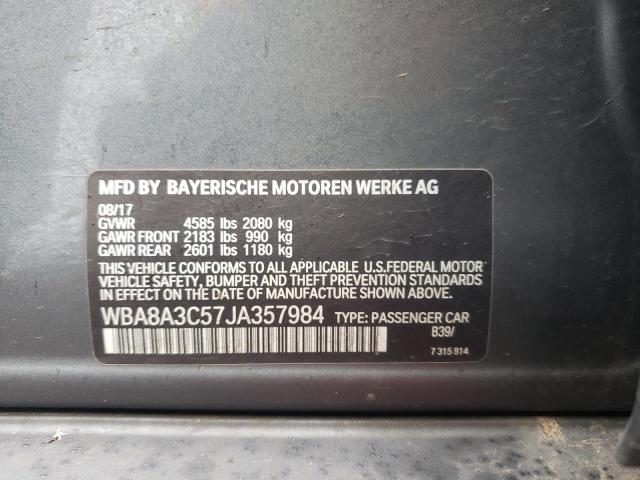 MFD BY BAYERISCHE MOTOREN WERKE AG
08/17
GVWR 4585 lbs 2080 kg
GAWR FRONT 2183 lbs 990 kg
GAWR REAR 2601 lbs 1180 kg
THIS VEHICLE CONFORMS TO ALL APPLICABLE U.S.FEDERAL MOTOR
VEHICLE SAFETY, BUMPER AND THEFT PREVENTION STANDARDS
IN EFFECT ON THE DATE OF MANUFACTURE SHOWN ABOVE.
WBA8A3C57JA357984 TYPE: PASSENGER CAR
B39/
7 315 814